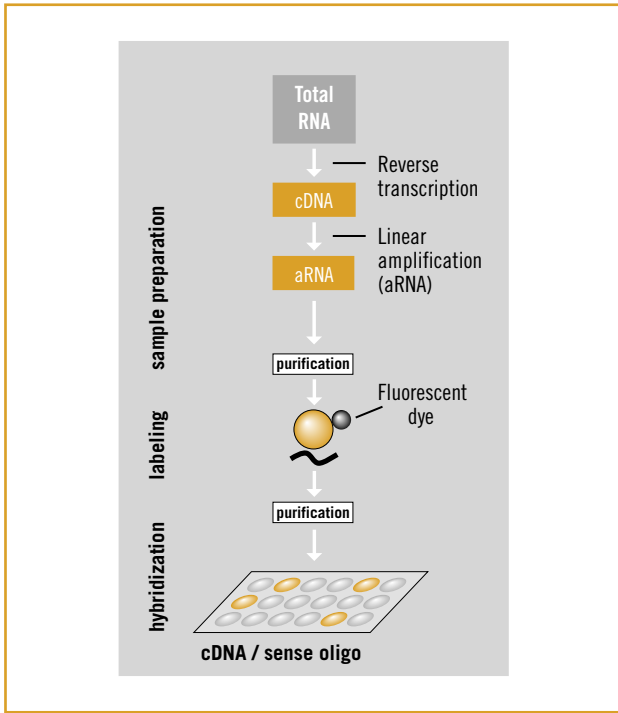 Total
RNA
Reverse
transcription
cDNA
Linear
amplification
(aRNA)
aRNA
sample preparation
purification
Fluorescent
dye
labeling
purification
hybridization
cDNA / sense oligo